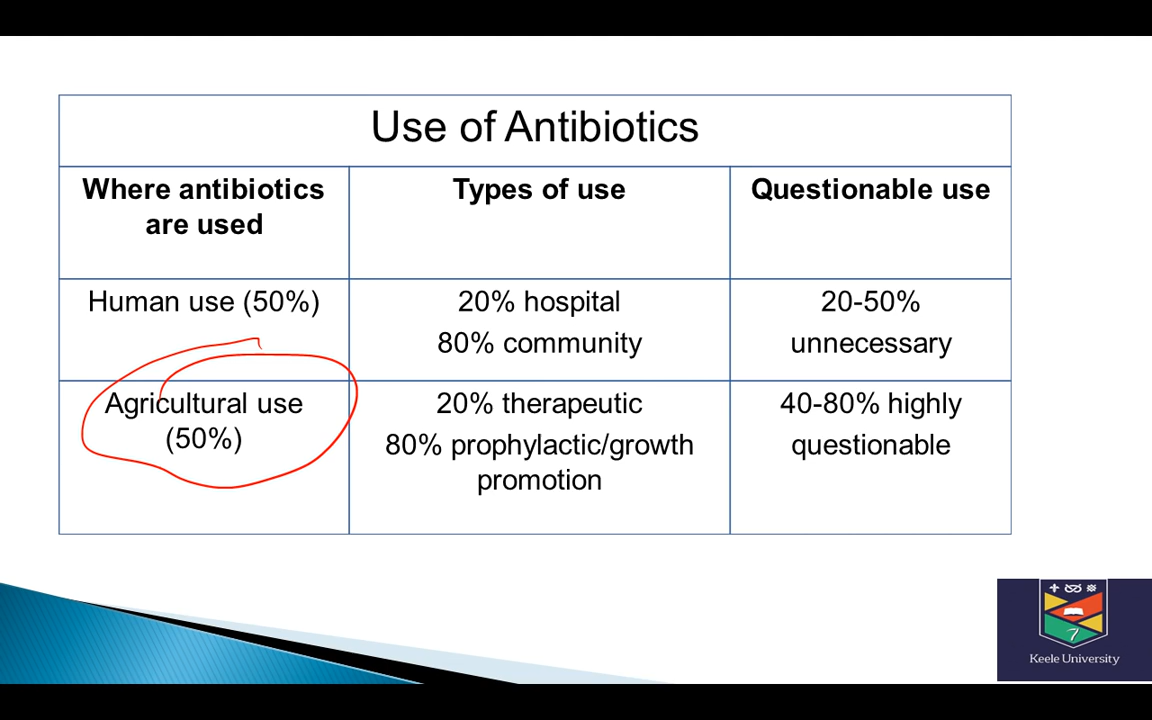 Use of Antibiotics
Where antibiotics
are used
Types of use
Questionable use
Human use (50%)
20% hospital
80% community
20-50%
unnecessary
Agricultural use
(50%)
20% therapeutic
80% prophylactic/growth
promotion
40-80% highly
questionable
7
Keele University